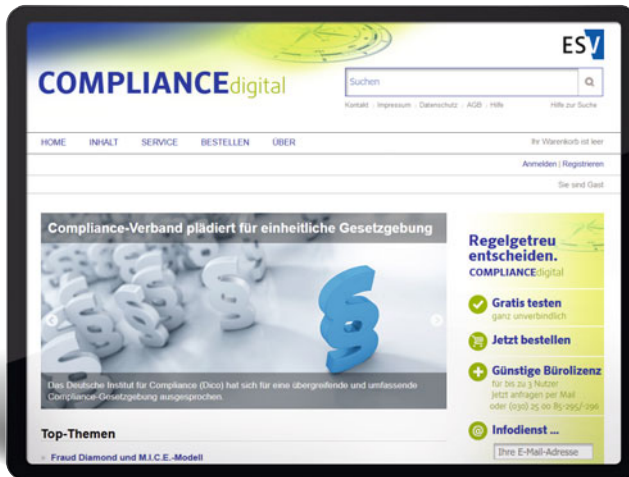 ESV
COMPLIANCEdigital
Suchen
Kontakt | Impressum | Datenschutz | AGB | Hilfe
Hilfe zur Suche
HOME INHALT SERVICE BESTELLEN ÜBER
Ihr Warenkorb ist leer
Anmelden | Registrieren
Sie sind Gast
Compliance-Verband plädiert für einheitliche Gesetzgebung
Das Deutsche Institut für Compliance (Dico) hat sich für eine übergreifende und umfassende
Compliance-Gesetzgebung ausgesprochen.
Top-Themen
Fraud Diamond und M.I.C.E.-Modell
Regelgetreu
entscheiden.
COMPLIANCEdigital
Gratis testen
ganz unverbindlich
Jetzt bestellen
Günstige Bürolizenz
für bis zu 3 Nutzer
jetzt anfragen per Mail
oder (030) 25 00 85-295/-296
Infodienst ...
Ihre E-Mail-Adresse